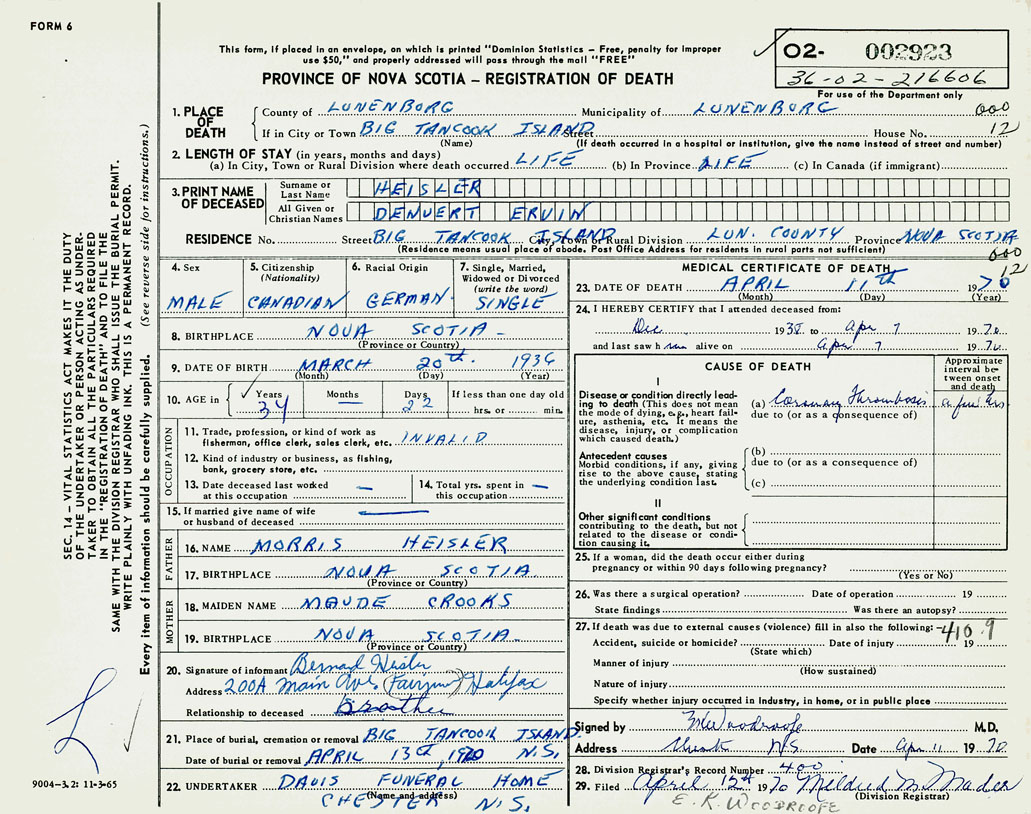 FORM 6
This form, if placed in an envelope, on which is printed "Dominion Statistics – Free, penalty for improper
use $50," and properly addressed will pass through the mail "FREE"
PROVINCE OF NOVA SCOTIA – REGISTRATION OF DEATH
02- 002923
36-02-216606
For use of the Department only
1. PLACE OF DEATH
County of LUNENBURG Municipality of LUNENBURG 000
If in City or Town BIG TANCOOK ISLAND Street House No. 12
(Name) (If death occurred in a hospital or institution, give the name instead of street and number)
2. LENGTH OF STAY (in years, months and days)
(a) In City, Town or Rural Division where death occurred LIFE (b) In Province LIFE (c) In Canada (if immigrant)
3. PRINT NAME OF DECEASED
Surname or Last Name HEISLER
All Given or Christian Names DENVERT ERVIN
RESIDENCE No. Street BIG TANCOOK ISLAND City, Town or Rural Division LUN. COUNTY Province NOVA SCOTIA
(Residence means usual place of abode. Post Office Address for residents in rural parts not sufficient) 000
12
4. Sex MALE
5. Citizenship (Nationality) CANADIAN
6. Racial Origin GERMAN
7. Single, Married, Widowed or Divorced (write the word) SINGLE
8. BIRTHPLACE NOVA SCOTIA
(Province or Country)
9. DATE OF BIRTH MARCH 20th 1936
(Month) (Day) (Year)
10. AGE in Years 34 Months Days 22 If less than one day old
hrs. or min.
OCCUPATION
11. Trade, profession, or kind of work as INVALID
fisherman, office clerk, sales clerk, etc.
12. Kind of industry or business, as fishing,
bank, grocery store, etc.
13. Date deceased last worked at this occupation —
14. Total yrs. spent in this occupation —
15. If married give name of wife
or husband of deceased —
FATHER
16. NAME MORRIS HEISLER
17. BIRTHPLACE NOVA SCOTIA
(Province or Country)
MOTHER
18. MAIDEN NAME MAUDE CROOKS
19. BIRTHPLACE NOVA SCOTIA
(Province or Country)
20. Signature of informant Bernard Heisler
Address 200A Main Ave. (Fairview) Halifax
Relationship to deceased brother
21. Place of burial, cremation or removal BIG TANCOOK ISLAND
Date of burial or removal APRIL 13th, 1970 N.S.
22. UNDERTAKER DAVIS FUNERAL HOME
(Name and address)
CHESTER N.S.
MEDICAL CERTIFICATE OF DEATH
23. DATE OF DEATH APRIL 11th 1970
(Month) (Day) (Year)
24. I HEREBY CERTIFY that I attended deceased from:
Dec 19 to Apr 7 1970
and last saw him alive on Apr 7 1970
CAUSE OF DEATH
Approximate interval between onset and death
I
Disease or condition directly leading to death (This does not mean the mode of dying, e.g., heart failure, asthenia, etc. It means the disease, injury, or complication which caused death.)
(a) Coronary Thrombosis a few hrs
due to (or as a consequence of)
Antecedent causes
Morbid conditions, if any, giving rise to the above cause, stating the underlying condition last.
(b)
due to (or as a consequence of)
(c)
II
Other significant conditions
contributing to the death, but not related to the disease or condition causing it.
25. If a woman, did the death occur either during
pregnancy or within 90 days following pregnancy?
(Yes or No)
26. Was there a surgical operation? Date of operation 19
State findings Was there an autopsy?
27. If death was due to external causes (violence) fill in also the following: 410.9
Accident, suicide or homicide? Date of injury 19
(State which)
Manner of injury
(How sustained)
Nature of injury
Specify whether injury occurred in industry, in home, or in public place
Signed by Woodroofe M.D.
Address Chester N.S. Date Apr 11 1970
28. Division Registrar's Record Number 400
29. Filed April 12th 1970 Mildred M. Mader
(Division Registrar)
E.K. WOODROOFE
SEC. 14 – VITAL STATISTICS ACT MAKES IT THE DUTY
OF THE UNDERTAKER OR PERSON ACTING AS UNDER-
TAKER TO OBTAIN ALL THE PARTICULARS REQUIRED
IN THE "REGISTRATION OF DEATH" AND TO FILE THE
SAME WITH THE DIVISION REGISTRAR WHO SHALL ISSUE THE BURIAL PERMIT.
WRITE PLAINLY WITH UNFADING INK. THIS IS A PERMANENT RECORD.
Every item of information should be carefully supplied. (See reverse side for instructions.)
9004–3.2: 11-3-65